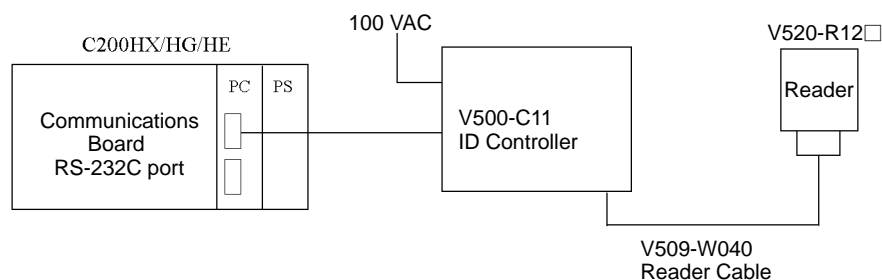 100 VAC
V520-R12□
C200HX/HG/HE
PC
PS
Reader
Communications
Board
RS-232C port
V500-C11
ID Controller
V509-W040
Reader Cable